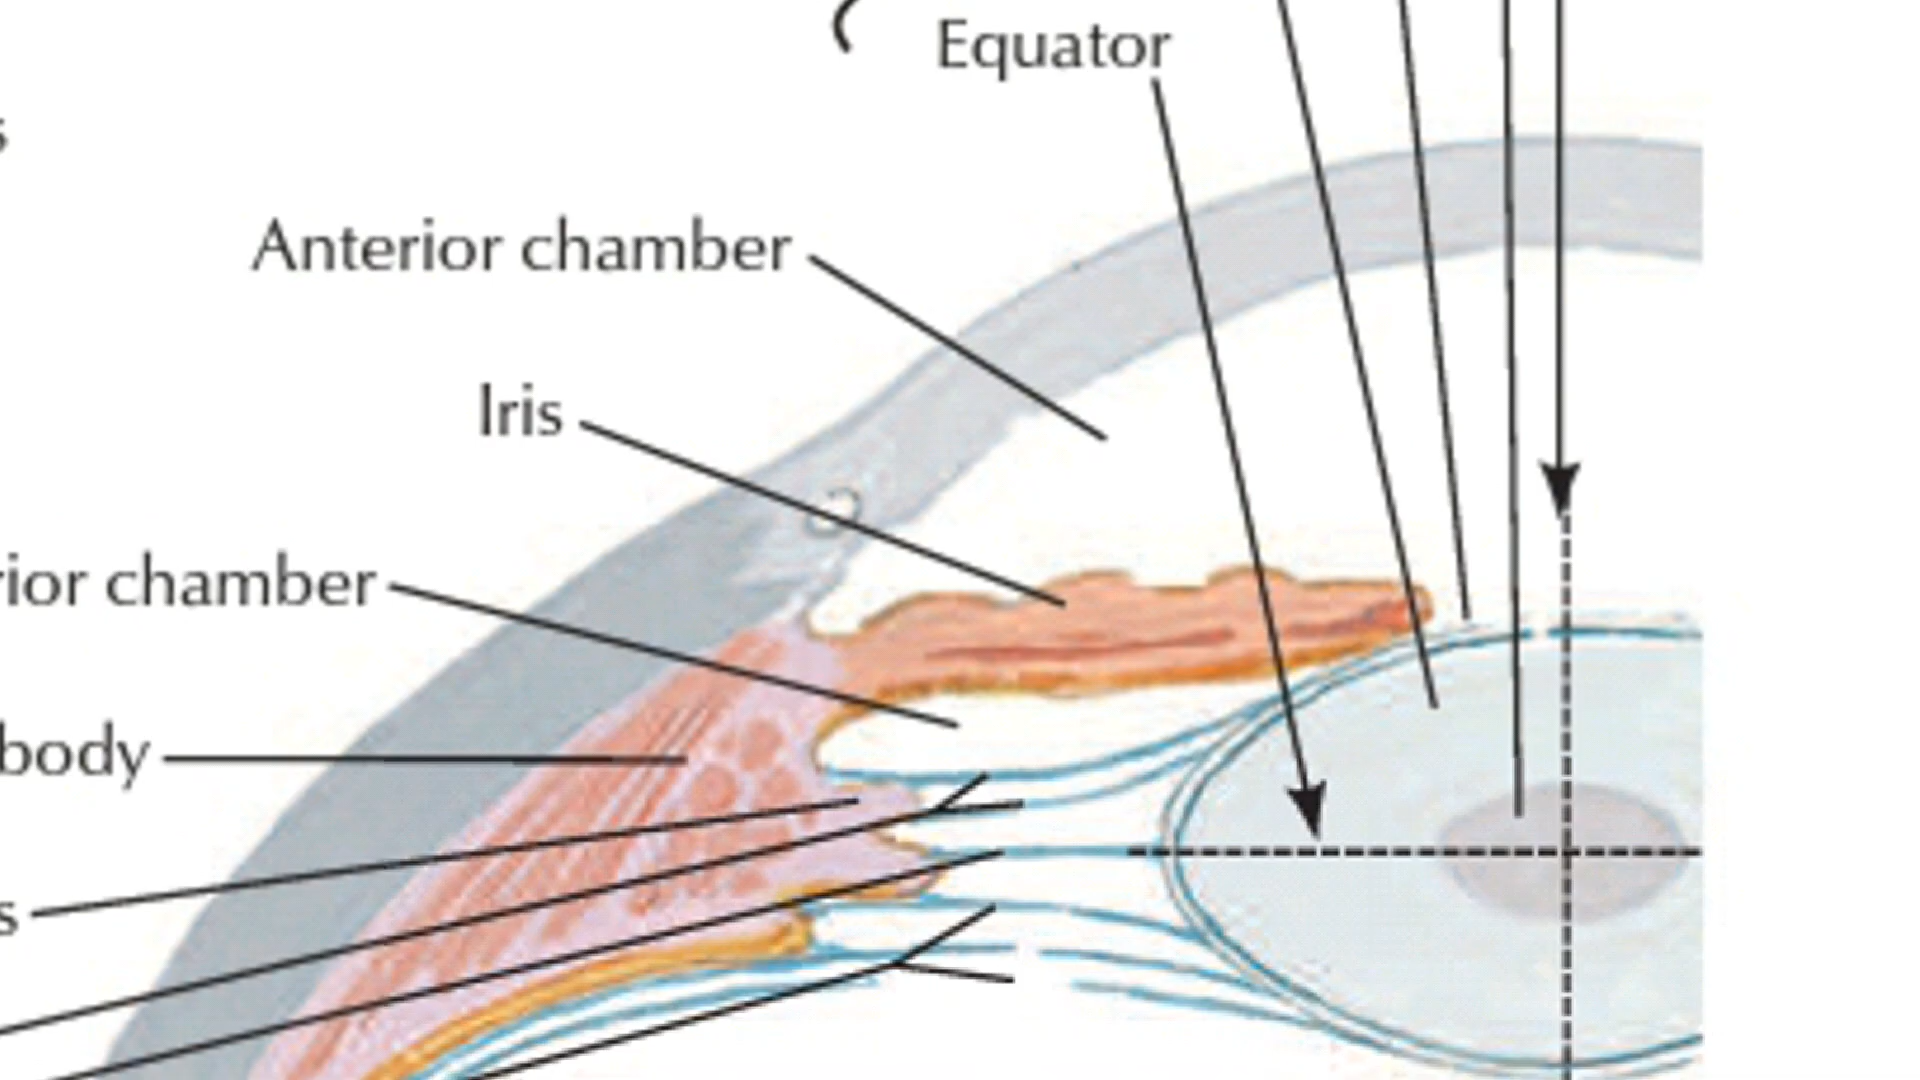 Equator
s
Anterior chamber
Iris
rior chamber
body
s